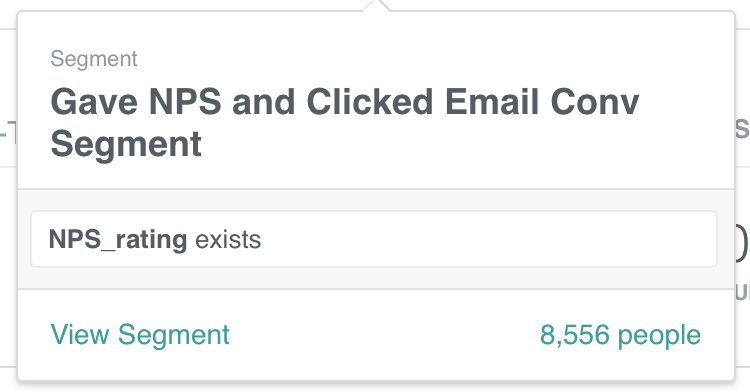 Segment
Gave NPS and Clicked Email Conv
Segment
NPS_rating exists
View Segment
8,556 people